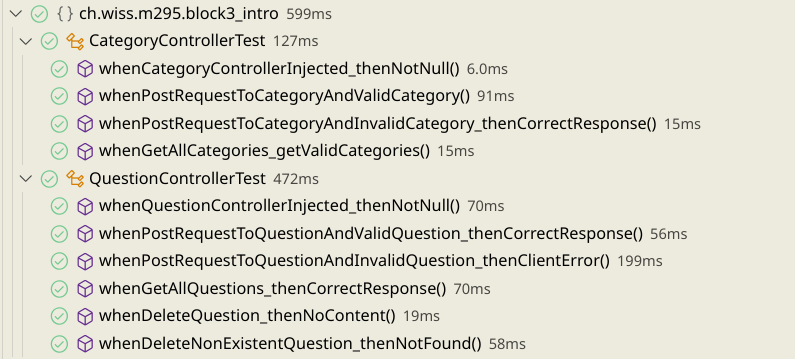 {} ch.wiss.m295.block3_intro 599ms
CategoryControllerTest 127ms
whenCategoryControllerInjected_thenNotNull() 6.0ms
whenPostRequestToCategoryAndValidCategory() 91ms
whenPostRequestToCategoryAndInvalidCategory_thenCorrectResponse() 15ms
whenGetAllCategories_getValidCategories() 15ms
QuestionControllerTest 472ms
whenQuestionControllerInjected_thenNotNull() 70ms
whenPostRequestToQuestionAndValidQuestion_thenCorrectResponse() 56ms
whenPostRequestToQuestionAndInvalidQuestion_thenClientError() 199ms
whenGetAllQuestions_thenCorrectResponse() 70ms
whenDeleteQuestion_thenNoContent() 19ms
whenDeleteNonExistentQuestion_thenNotFound() 58ms